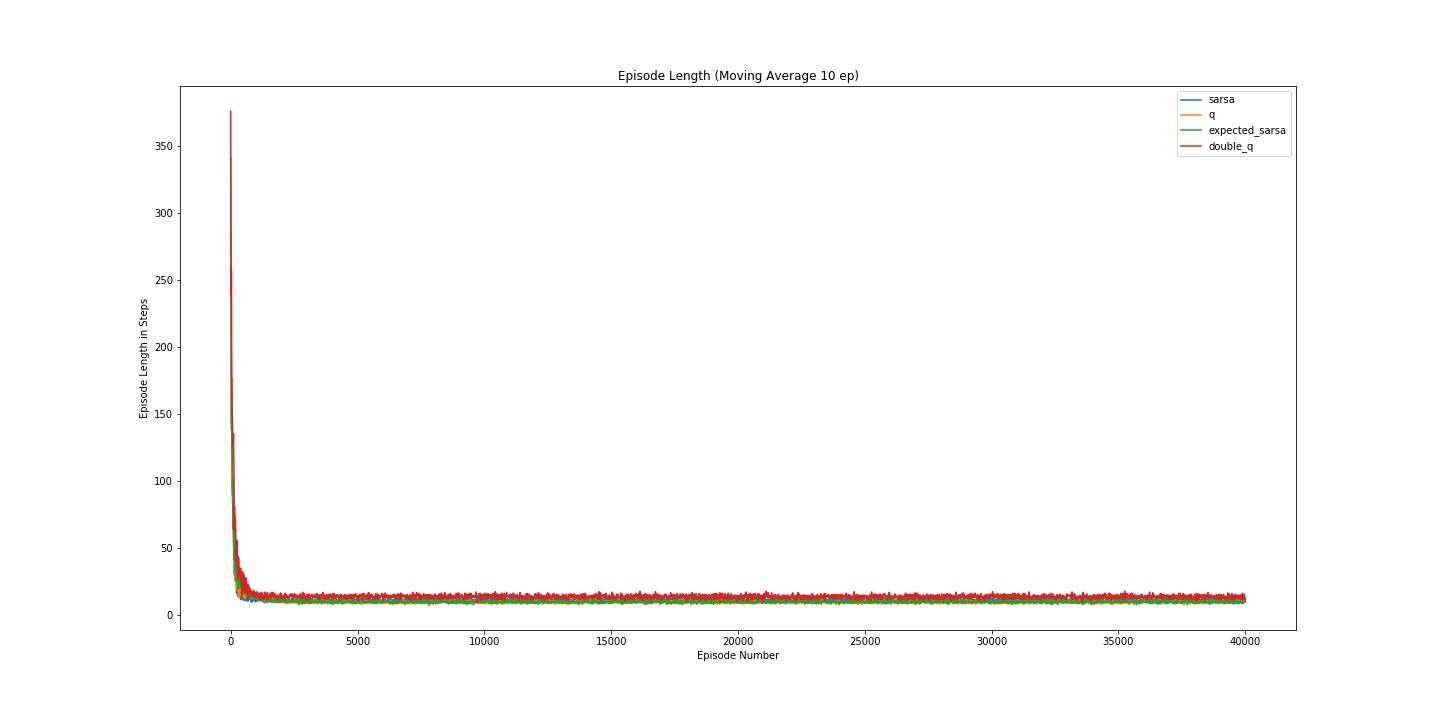 Episode Length (Moving Average 10 ep)
sarsa
q
expected_sarsa
double_q
Episode Length in Steps
350
300
250
200
150
100
50
0
0 5000 10000 15000 20000 25000 30000 35000 40000
Episode Number